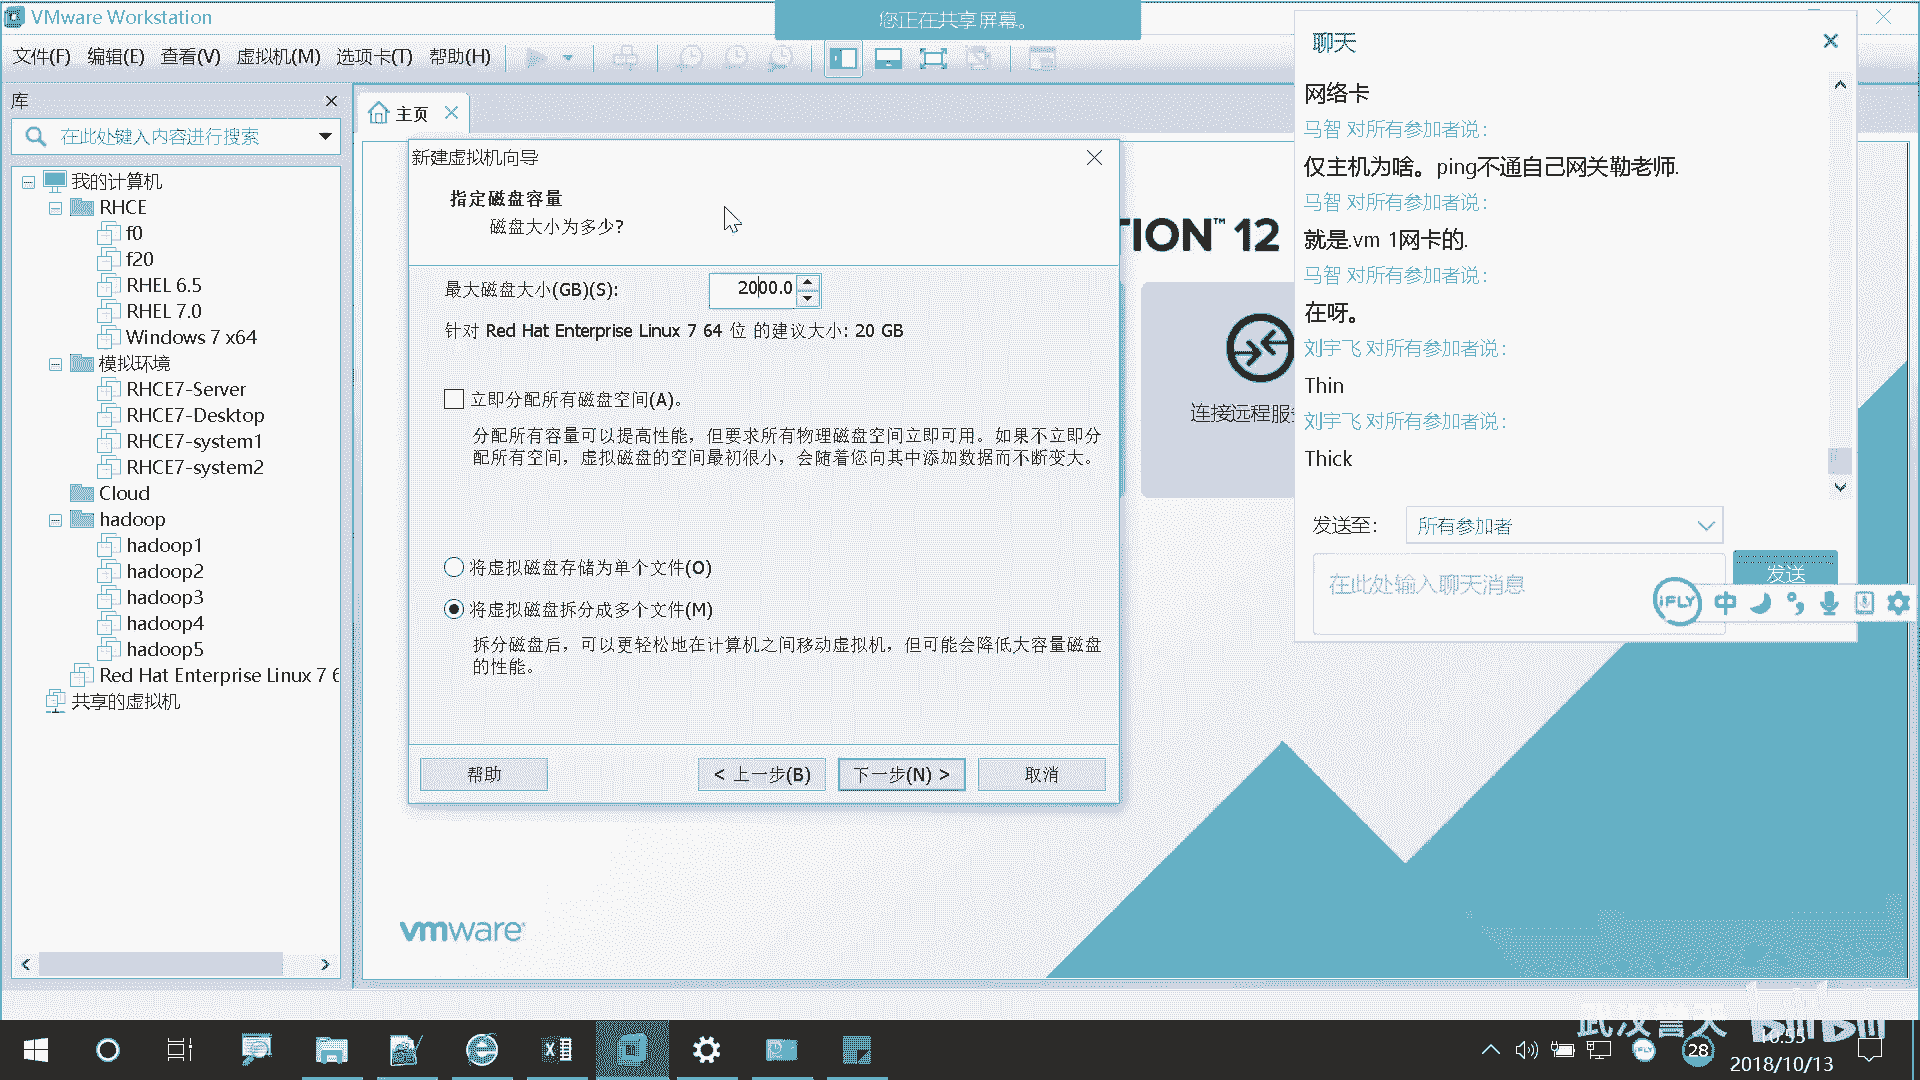 VMware Workstation
您正在共享屏幕。
文件(F) 编辑(E) 查看(V) 虚拟机(M) 选项卡(T) 帮助(H)
库
在此处键入内容进行搜索
我的计算机
RHCE
f0
f20
RHEL 6.5
RHEL 7.0
Windows 7 x64
模拟环境
RHCE7-Server
RHCE7-Desktop
RHCE7-system1
RHCE7-system2
Cloud
hadoop
hadoop1
hadoop2
hadoop3
hadoop4
hadoop5
Red Hat Enterprise Linux 7 6
共享的虚拟机
主页
TION™ 12
连接远程服务
vmware
新建虚拟机向导
指定磁盘容量
磁盘大小为多少?
最大磁盘大小(GB)(S): 2000.0
针对 Red Hat Enterprise Linux 7 64 位 的建议大小: 20 GB
立即分配所有磁盘空间(A)。
分配所有容量可以提高性能，但要求所有物理磁盘空间立即可用。如果不立即分
配所有空间，虚拟磁盘的空间最初很小，会随着您向其中添加数据而不断变大。
将虚拟磁盘存储为单个文件(O)
将虚拟磁盘拆分成多个文件(M)
拆分磁盘后，可以更轻松地在计算机之间移动虚拟机，但可能会降低大容量磁盘
的性能。
帮助 < 上一步(B) 下一步(N) > 取消
聊天
网络卡
马智 对所有参加者说:
仅主机为啥。ping不通自己网关勒老师.
马智 对所有参加者说:
就是.vm 1网卡的.
马智 对所有参加者说:
在呀。
刘宇飞 对所有参加者说:
Thin
刘宇飞 对所有参加者说:
Thick
发送至: 所有参加者
在此处输入聊天消息
发送
iFLY 中
武汉誉天
bilibili
28
16:55
2018/10/13